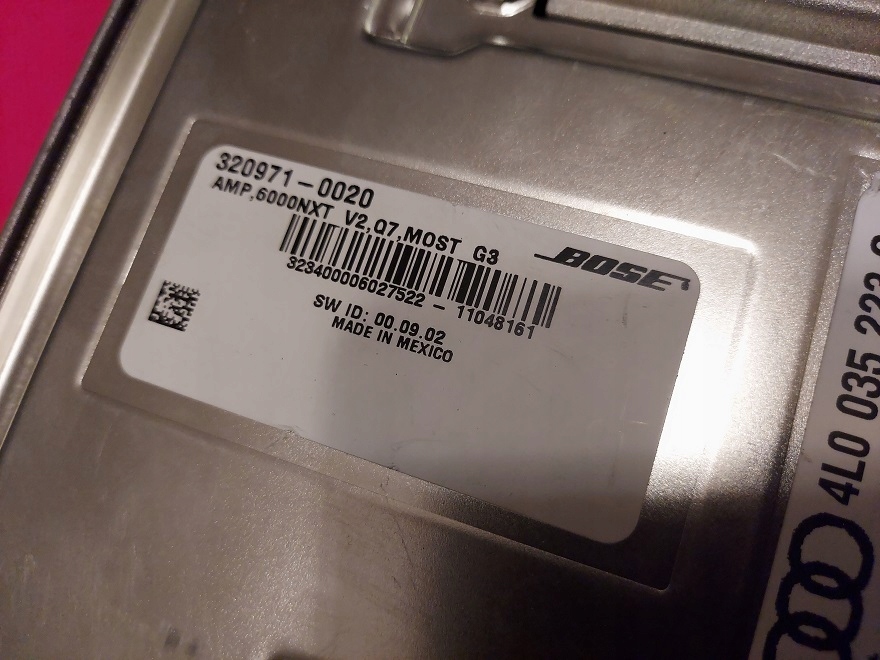 320971-0020
AMP,6000NXT V2,Q7,MOST G3
BOSE
323400006027522 - 11048161
SW ID: 00.09.02
MADE IN MEXICO
4L0 035 223